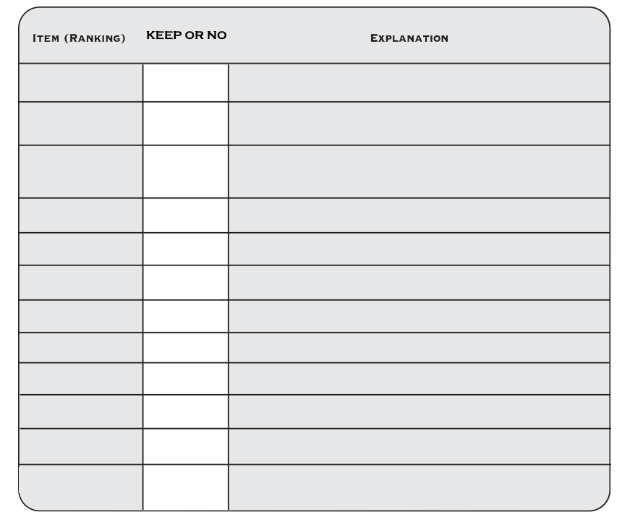 ITEM (RANKING) KEEP OR NO EXPLANATION